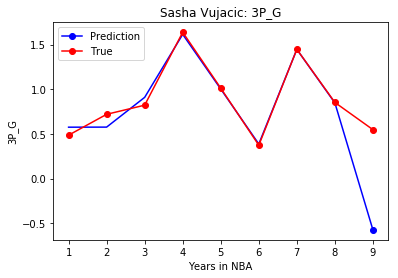 Sasha Vujacic: 3P_G
Prediction
True
3P_G
1.5
1.0
0.5
0.0
−0.5
1 2 3 4 5 6 7 8 9
Years in NBA